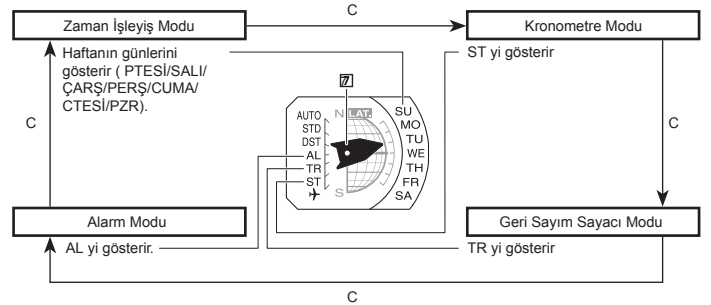 C
Zaman İşleyiş Modu
Kronometre Modu
Haftanın günlerini
gösterir ( PTESİ/SALI/
ÇARŞ/PERŞ/CUMA/
CTESİ/PZR).
ST yi gösterir
7
AUTO
STD
DST
AL
TR
ST
N LAT.
S
SU
MO
TU
WE
TH
FR
SA
C
C
Alarm Modu
Geri Sayım Sayacı Modu
AL yi gösterir.
TR yi gösterir
C